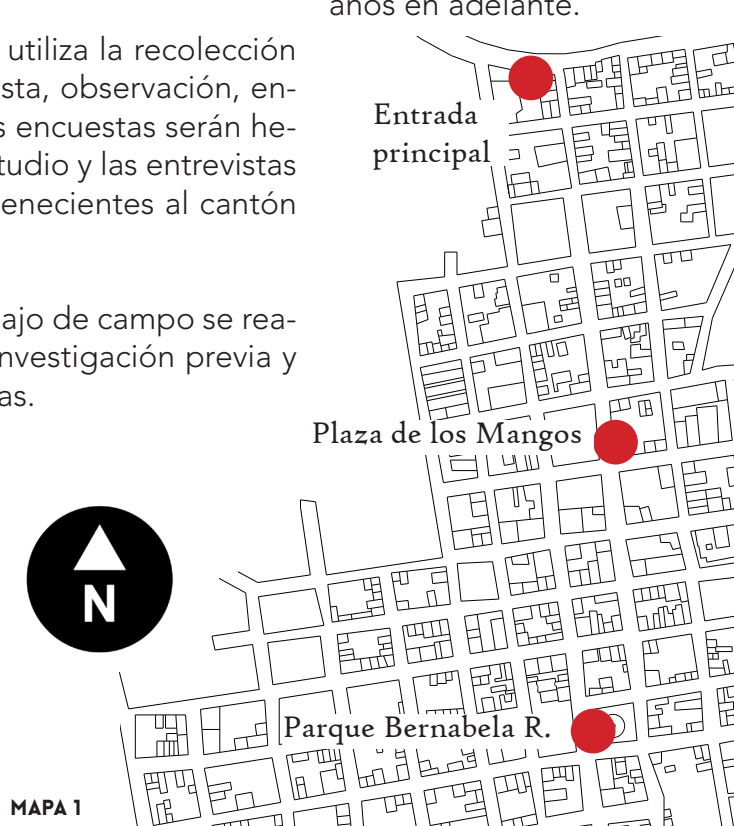 utiliza la recolección
sta, observación, en-
s encuestas serán he-
tudio y las entrevistas
enecientes al cantón
ajo de campo se rea-
nvestigación previa y
as.
anos en adelante.
Entrada
principal
Plaza de los Mangos
Parque Bernabela R.
N
MAPA 1